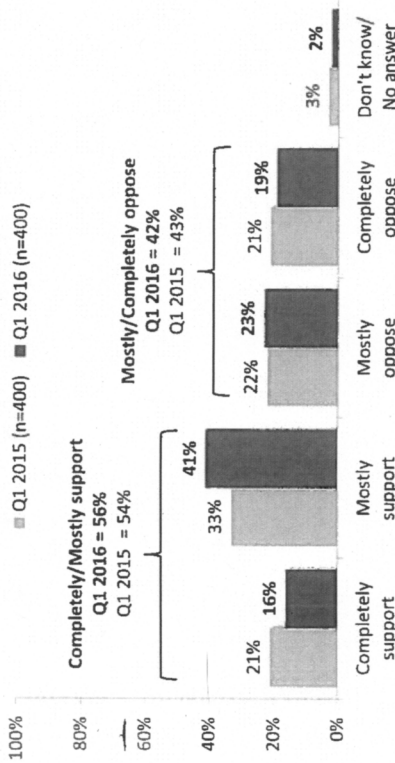 Q1 2015 (n=400) Q1 2016 (n=400)
100%
80%
60%
40%
20%
0%
Completely/Mostly support
Q1 2016 = 56%
Q1 2015 = 54%
Mostly/Completely oppose
Q1 2016 = 42%
Q1 2015 = 43%
21%
16%
33%
41%
22%
23%
21%
19%
3%
2%
Completely
support
Mostly
support
Mostly
oppose
Completely
oppose
Don't know/
No answer